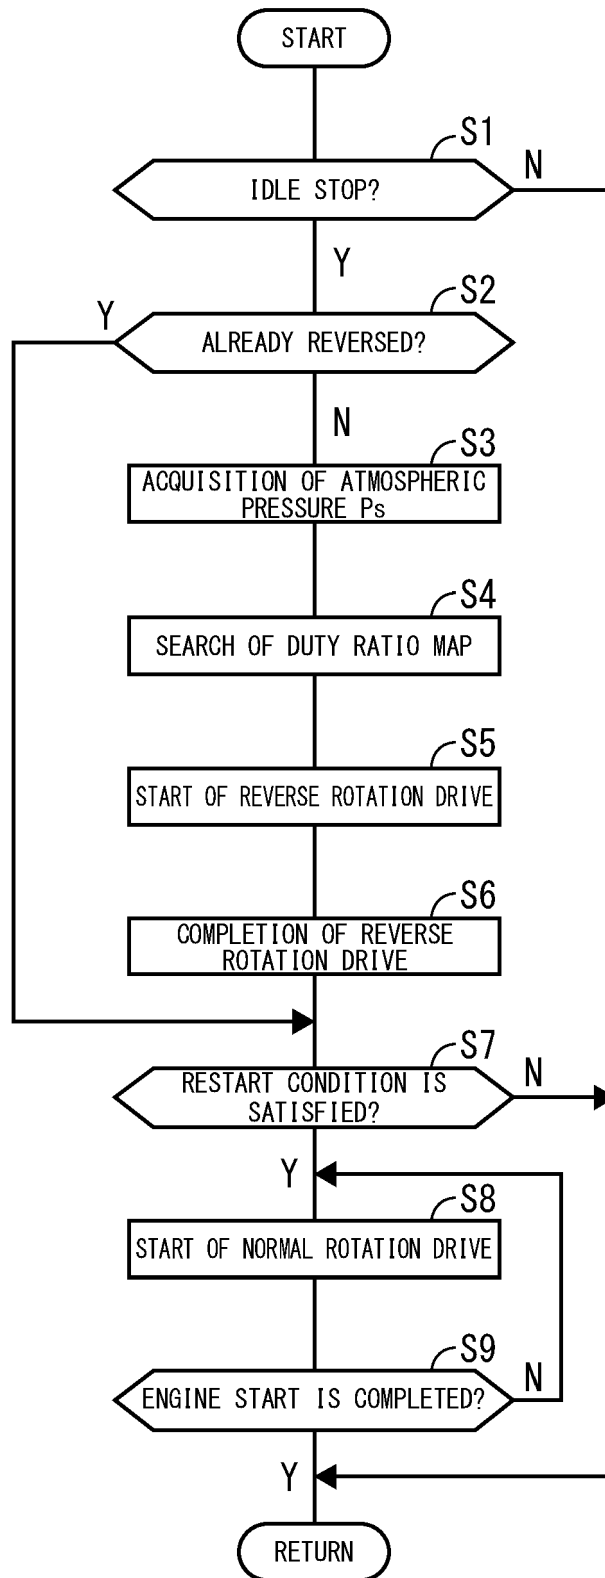 START
S1
IDLE STOP?
N
Y
S2
Y
ALREADY REVERSED?
N
S3
ACQUISITION OF ATMOSPHERIC
PRESSURE Ps
S4
SEARCH OF DUTY RATIO MAP
S5
START OF REVERSE ROTATION DRIVE
S6
COMPLETION OF REVERSE
ROTATION DRIVE
S7
RESTART CONDITION IS
SATISFIED?
N
Y
S8
START OF NORMAL ROTATION DRIVE
S9
ENGINE START IS COMPLETED?
N
Y
RETURN